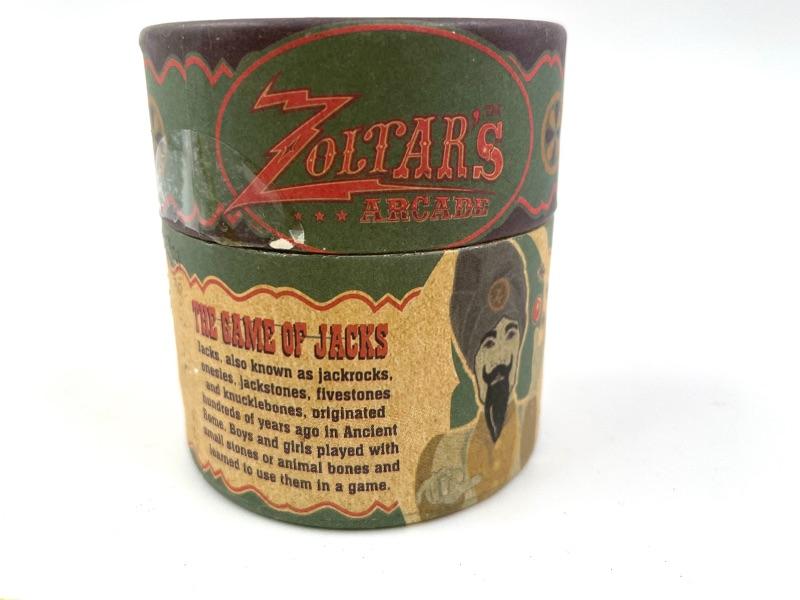 ZOLTAR'S
ARCADE
THE GAME OF JACKS
Jacks, also known as jackrocks,
onesies, jackstones, fivestones
and knucklebones, originated
hundreds of years ago in Ancient
Rome. Boys and girls played with
small stones or animal bones and
learned to use them in a game.